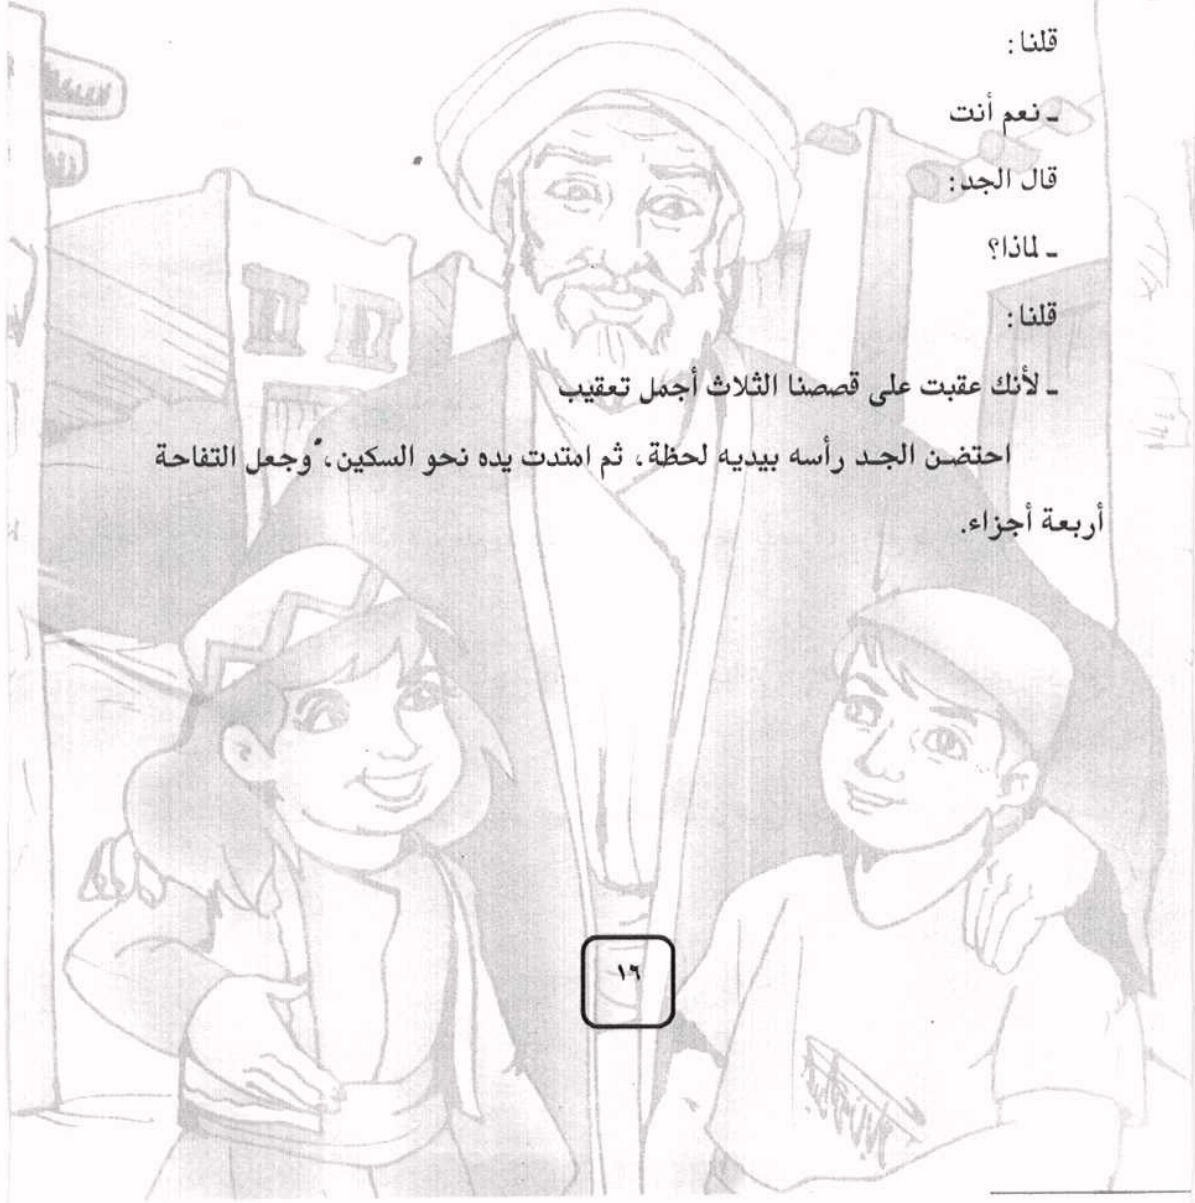 قلنا:
ـ نعم أنت
قال الجد:
ـ لماذا؟
قلنا:
ـ لأنك عقبت على قصصنا الثلاث أجمل تعقيب
احتضن الجد رأسه بيديه لحظة، ثم امتدت يده نحو السكين، وجعل التفاحة
أربعة أجزاء.
١٦